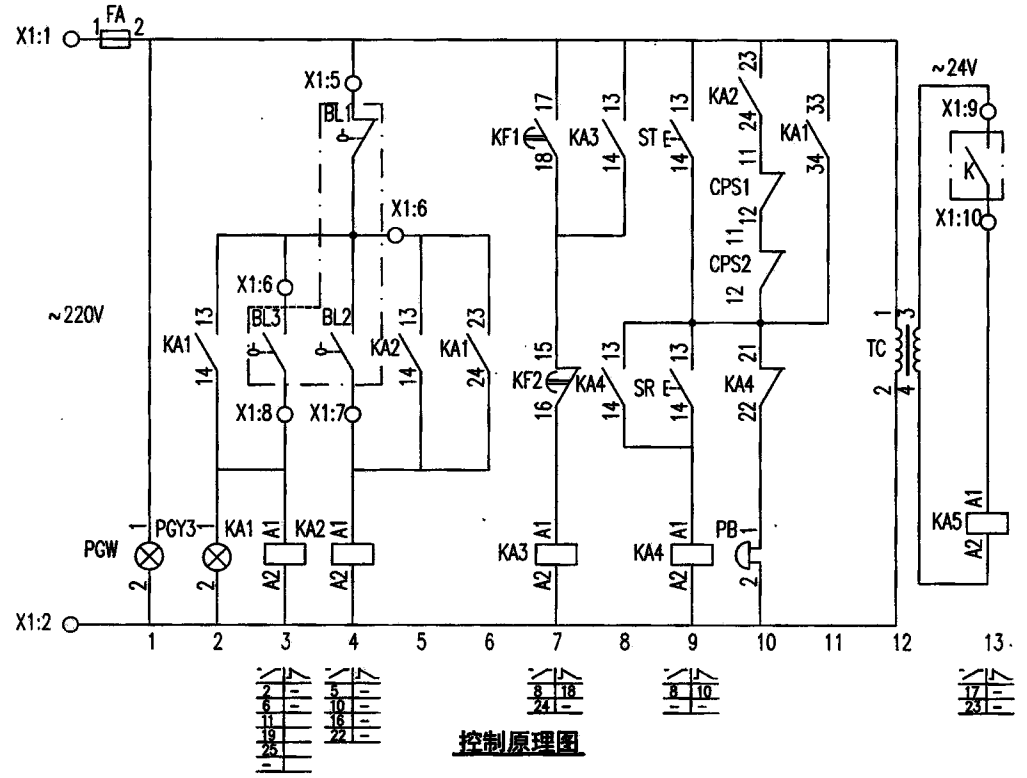 FA
X1:1 1 2
~24V
X1:5
BL1
X1:9
K
X1:10
17 13 13 23 33
KF1 KA3 ST KA2 KA1
18 14 14 24 34
11
CPS1
12
11
CPS2
12
X1:6
X1:6
~220V
13 BL3 BL2 13 23
KA1 KA2 KA1
14 14 24
X1:8 X1:7
15 13 13 21
KF2 KA4 SR KA4
16 14 14 22
1 3
TC
2 4
1 PGY3 1 KA1 A1 KA2 A1 A1 A1 PB 1 A1
PGW KA3 KA4 KA5
2 2 A2 A2 A2 A2 2 A2
X1:2
1 2 3 4 5 6 7 8 9 10 11 12 13
2 - 5 - 8 18 8 10 17 -
6 - 10 - 24 - - - 23 -
11 16 -
19 22 -
25
-
控制原理图